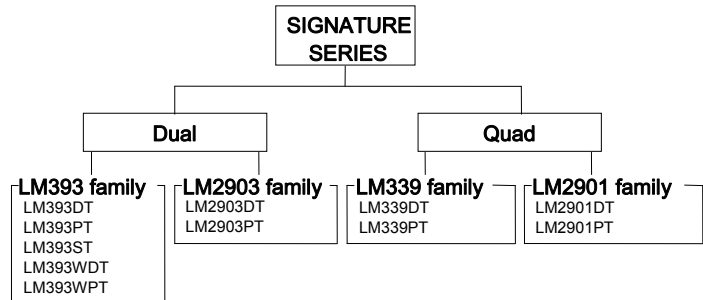 SIGNATURE
SERIES
Dual
Quad
LM393 family
LM393DT
LM393PT
LM393ST
LM393WDT
LM393WPT
LM2903 family
LM2903DT
LM2903PT
LM339 family
LM339DT
LM339PT
LM2901 family
LM2901DT
LM2901PT